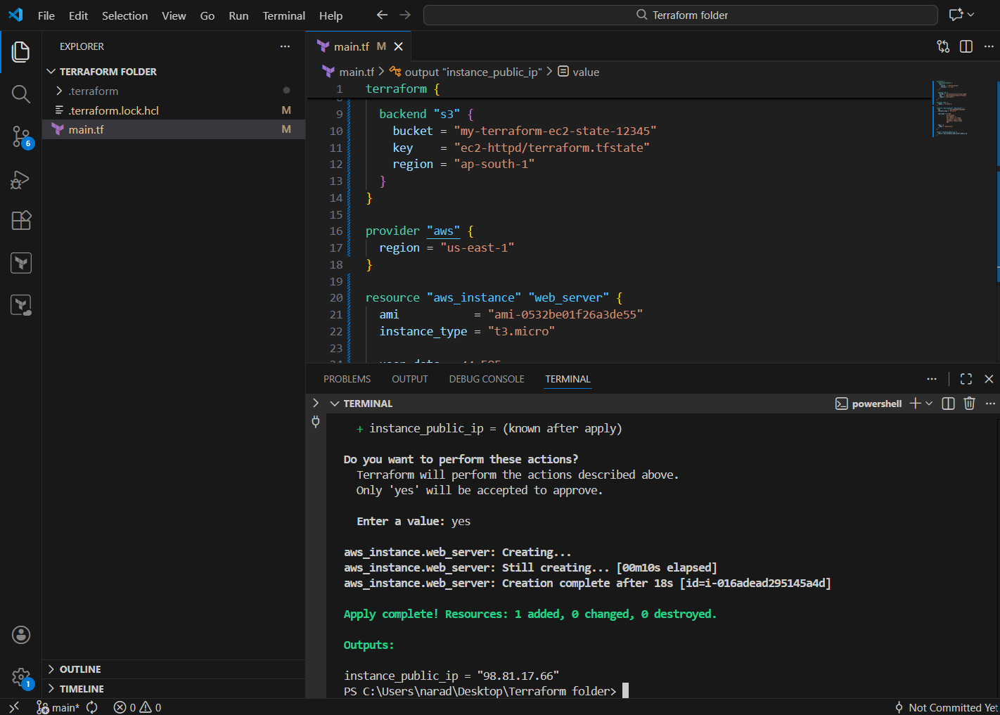 File Edit Selection View Go Run Terminal Help
Terraform folder
EXPLORER
TERRAFORM FOLDER
.terraform
.terraform.lock.hcl M
main.tf M
main.tf M
main.tf > output "instance_public_ip" > value
1 terraform {
9 backend "s3" {
10 bucket = "my-terraform-ec2-state-12345"
11 key = "ec2-httpd/terraform.tfstate"
12 region = "ap-south-1"
13 }
14 }
15
16 provider "aws" {
17 region = "us-east-1"
18 }
19
20 resource "aws_instance" "web_server" {
21 ami = "ami-0532be01f26a3de55"
22 instance_type = "t3.micro"
23
PROBLEMS OUTPUT DEBUG CONSOLE TERMINAL
TERMINAL
powershell
+ instance_public_ip = (known after apply)
Do you want to perform these actions?
Terraform will perform the actions described above.
Only 'yes' will be accepted to approve.
Enter a value: yes
aws_instance.web_server: Creating...
aws_instance.web_server: Still creating... [00m10s elapsed]
aws_instance.web_server: Creation complete after 18s [id=i-016adead295145a4d]
Apply complete! Resources: 1 added, 0 changed, 0 destroyed.
Outputs:
instance_public_ip = "98.81.17.66"
PS C:\Users\narad\Desktop\Terraform folder>
6
1
OUTLINE
TIMELINE
main* 0 0 Not Committed Yet